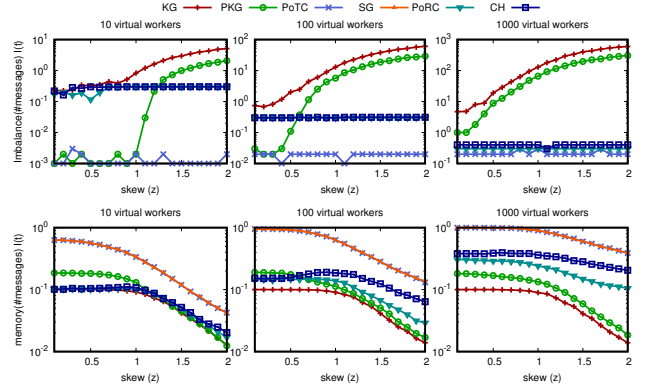 KG PKG PoTC SG PoRC CH
10 virtual workers 100 virtual workers 1000 virtual workers
Imbalance(#messages) I(t)
10^1 10^2 10^3
10^0 10^1 10^2
10^-1 10^0 10^1
10^-1 10^0
10^-2 10^-2 10^-1
10^-3 10^-3 10^-2
0.5 1 1.5 2 0.5 1 1.5 2 0.5 1 1.5 2
skew (z) skew (z) skew (z)
10 virtual workers 100 virtual workers 1000 virtual workers
memory(#messages) I(t)
10^0 10^0 10^0
10^-1 10^-1 10^-1
10^-2 10^-2 10^-2
0.5 1 1.5 2 0.5 1 1.5 2 0.5 1 1.5 2
skew (z) skew (z) skew (z)